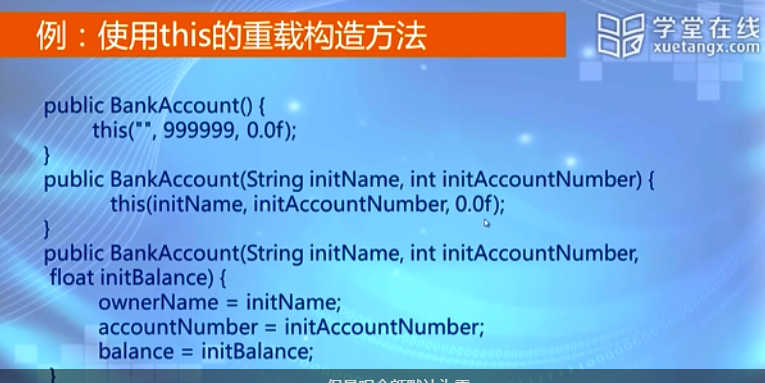 例：使用this的重载构造方法
学堂在线
xuetangx.com
public BankAccount() {
this("", 999999, 0.0f);
}
public BankAccount(String initName, int initAccountNumber) {
this(initName, initAccountNumber, 0.0f);
}
public BankAccount(String initName, int initAccountNumber,
float initBalance) {
ownerName = initName;
accountNumber = initAccountNumber;
balance = initBalance;
}